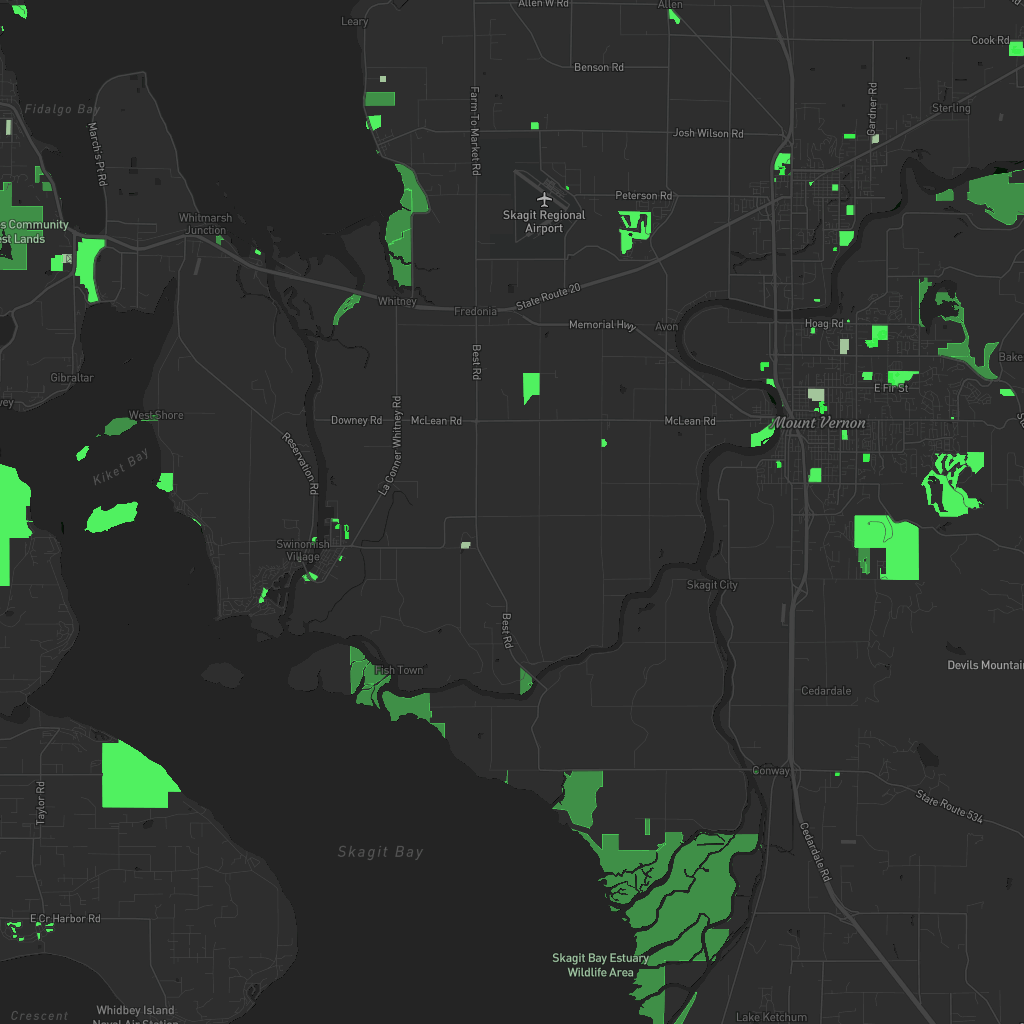 Allen W Rd
Allen
Leary
Cook Rd
Benson Rd
Farm To Market Rd
Gardner Rd
Fidalgo Bay
Sterling
Josh Wilson Rd
March's Pt Rd
Peterson Rd
Skagit Regional
Airport
Whitmarsh
Junction
s Community
est Lands
State Route 20
Whitney
Fredonia
Memorial Hwy
Avon
Hoag Rd
Best Rd
Bake
Gibraltar
E Fir St
vey
West Shore
Downey Rd
McLean Rd
McLean Rd
Mount Vernon
La Conner Whitney Rd
Reservation Rd
Kiket Bay
Swinomish
Village
Skagit City
Best Rd
Fish Town
Devils Mountain
Cedardale
Conway
Taylor Rd
State Route 534
Skagit Bay
Cedardale Rd
E Cr Harbor Rd
Skagit Bay Estuary
Wildlife Area
Whidbey Island
Naval Air Station
Crescent
Lake Ketchum